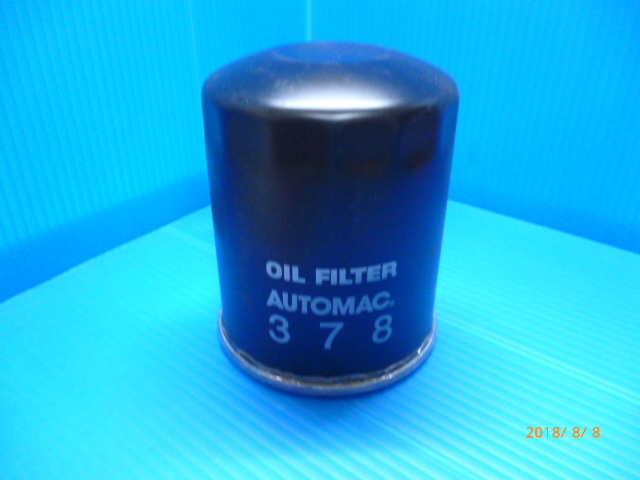 OIL FILTER
AUTOMAC.
3 7 8
2018/ 8/ 8